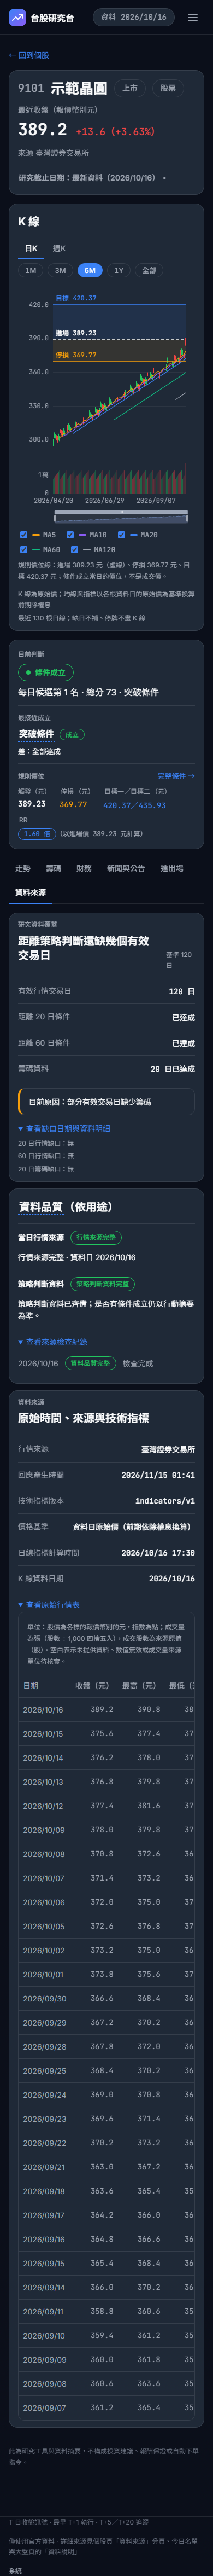 台股研究台
資料 2026/10/16
← 回到個股
9101 示範晶圓 上市 股票
最近收盤（報價幣別元）
389.2 +13.6 (+3.63%)
來源 臺灣證券交易所
研究截止日期：最新資料（2026/10/16）
K 線
日K 週K
1M 3M 6M 1Y 全部
目標 420.37
420.0
進場 389.23
390.0
停損 369.77
360.0
330.0
300.0
1萬
0
2026/04/20 2026/06/29 2026/09/07
MA5 MA10 MA20
MA60 MA120
規則價位線：進場 389.23 元（虛線）、停損 369.77 元、目標 420.37 元；條件成立當日的價位，不是成交價。
K 線為原始價；均線與指標以各根資料日的原始價為基準換算前期除權息
最近 130 根日線；缺日不補、停牌不畫 K 線
目前判斷
條件成立
每日候選第 1 名 · 總分 73 · 突破條件
最接近成立
突破條件 成立
差：全部達成
規則價位 完整條件 →
觸發（元） 停損（元） 目標一／目標二（元）
389.23 369.77 420.37／435.93
RR
1.60 倍（以進場價 389.23 元計算）
走勢 籌碼 財務 新聞與公告 進出場
資料來源
研究資料覆蓋
距離策略判斷還缺幾個有效交易日
基準 120 日
有效行情交易日 120 日
距離 20 日條件 已達成
距離 60 日條件 已達成
籌碼資料 20 日已達成
目前原因：部分有效交易日缺少籌碼
▼ 查看缺口日期與資料明細
20 日行情缺口：無
60 日行情缺口：無
20 日籌碼缺口：無
資料品質（依用途）
當日行情來源 行情來源完整
行情來源完整 · 資料日 2026/10/16
策略判斷資料 策略判斷資料完整
策略判斷資料已齊備；是否有條件成立仍以行動摘要為準。
▼ 查看來源檢查紀錄
2026/10/16 資料品質完整 檢查完成
資料來源
原始時間、來源與技術指標
行情來源 臺灣證券交易所
回應產生時間 2026/11/15 01:41
技術指標版本 indicators/v1
價格基準 資料日原始價（前期依除權息換算）
日線指標計算時間 2026/10/16 17:30
K 線資料日期 2026/10/16
▼ 查看原始行情表
單位：股價為各標的報價幣別的元，指數為點；成交量為張（股數 ÷ 1,000 四捨五入），成交股數為來源原值（股）。空白表示未提供資料、數值無效或成交量來源單位待核實。
日期 收盤（元） 最高（元） 最低（元
2026/10/16 389.2 390.8
2026/10/15 375.6 377.4
2026/10/14 376.2 378.0
2026/10/13 376.8 379.8
2026/10/12 377.4 381.6
2026/10/09 378.0 379.8
2026/10/08 370.8 372.6
2026/10/07 371.4 373.2
2026/10/06 372.0 375.0
2026/10/05 372.6 376.8
2026/10/02 373.2 375.0
2026/10/01 373.8 375.6
2026/09/30 366.6 368.4
2026/09/29 367.2 370.2
2026/09/28 367.8 372.0
2026/09/25 368.4 370.2
2026/09/24 369.0 370.8
2026/09/23 369.6 371.4
2026/09/22 370.2 373.2
2026/09/21 363.0 367.2
2026/09/18 363.6 365.4
2026/09/17 364.2 366.0
2026/09/16 364.8 366.6
2026/09/15 365.4 368.4
2026/09/14 366.0 370.2
2026/09/11 358.8 360.6
2026/09/10 359.4 361.2
2026/09/09 360.0 361.8
2026/09/08 360.6 363.6
2026/09/07 361.2 365.4
此為研究工具與資料摘要，不構成投資建議、報酬保證或自動下單指令。
T 日收盤訊號 · 最早 T+1 執行 · T+5／T+20 追蹤
僅使用官方資料 · 詳細來源見個股頁「資料來源」分頁、今日名單與大盤頁的「資料說明」
系統